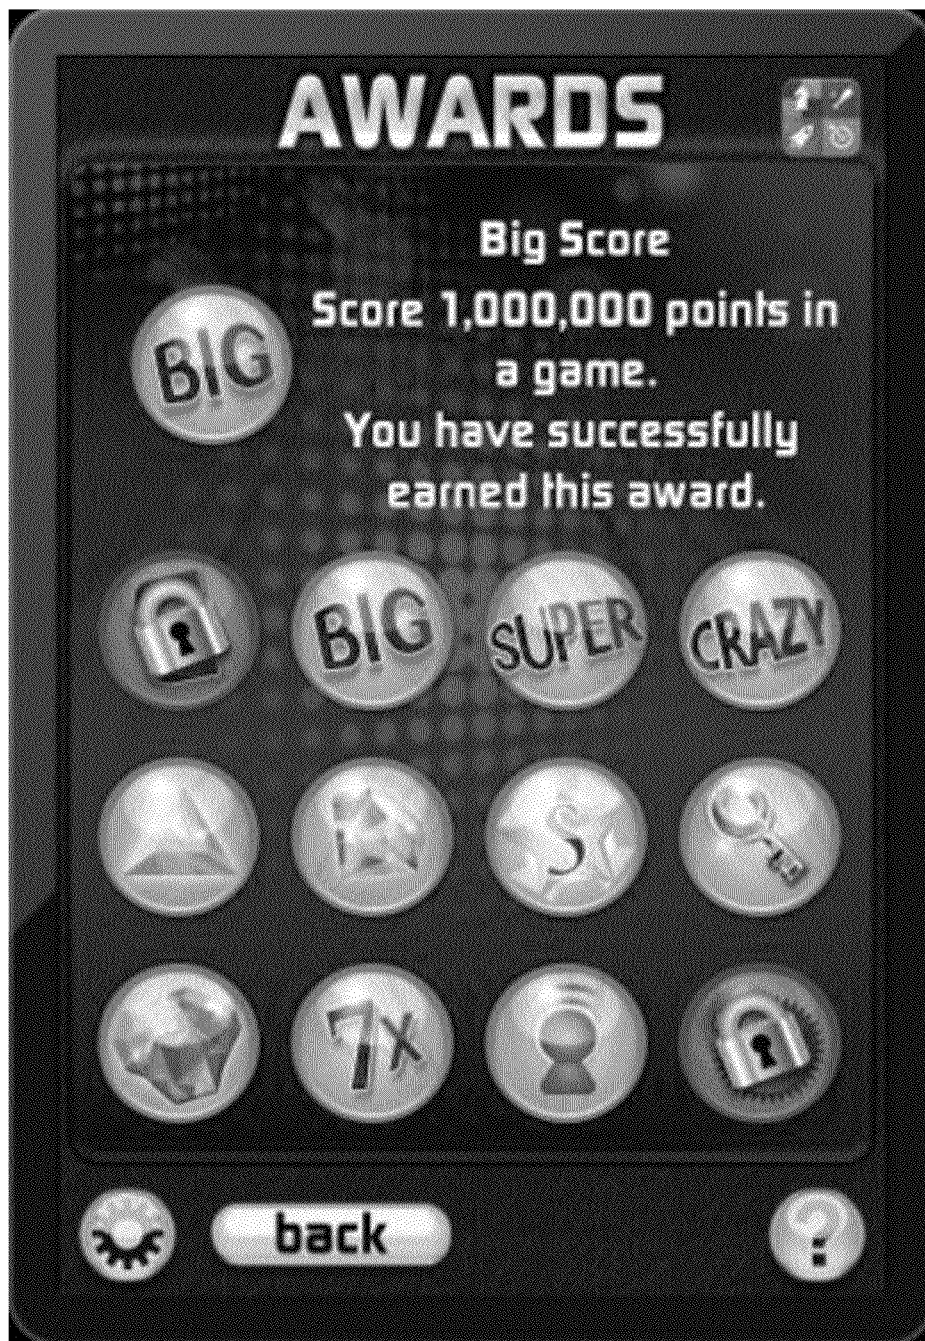 AWARDS
Big Score
Score 1,000,000 points in
a game.
You have successfully
earned this award.
BIG
BIG
SUPER
CRAZY
S
7X
back
?